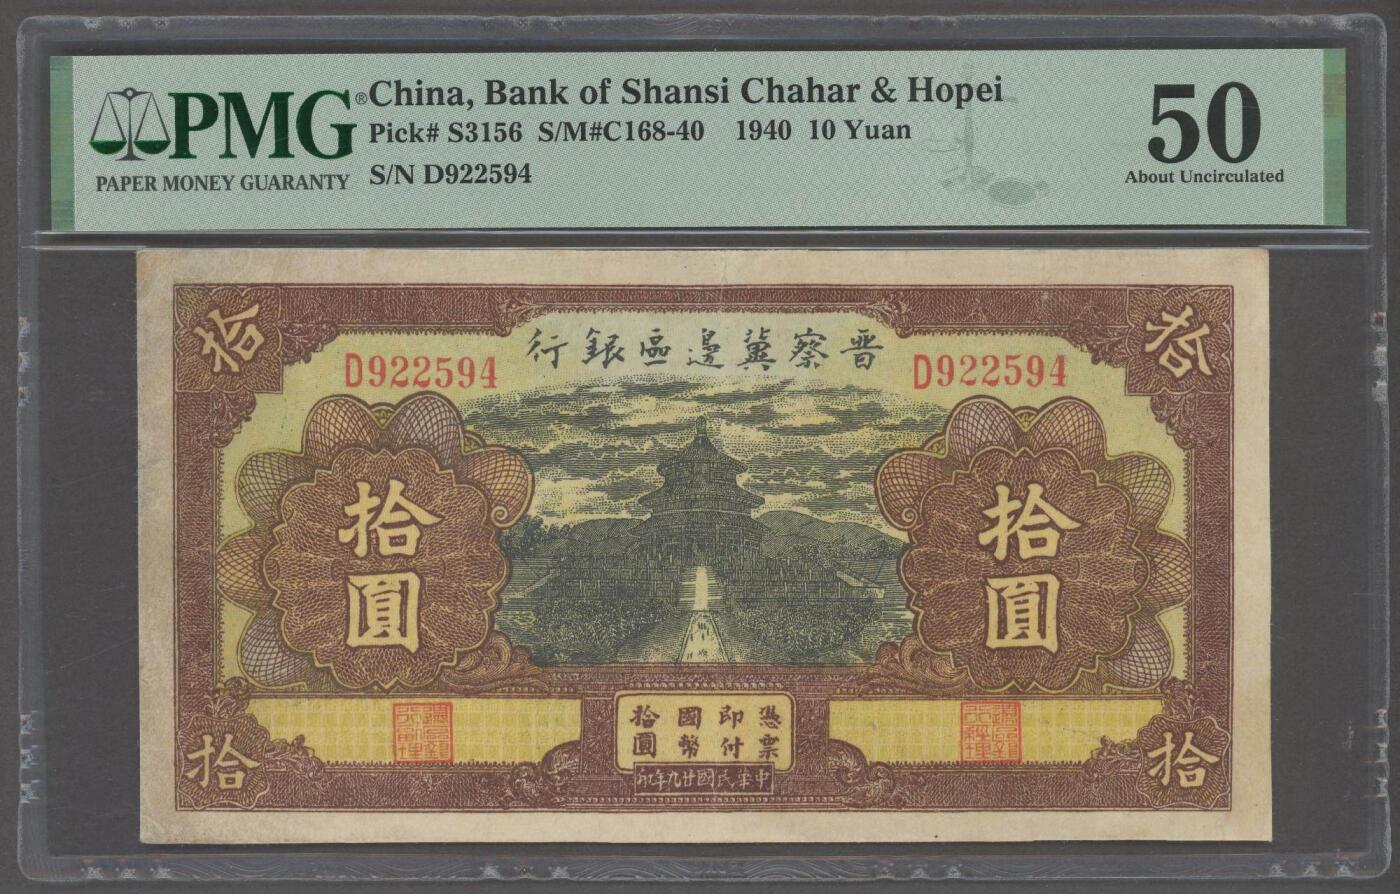 PMG®
PAPER MONEY GUARANTY
China, Bank of Shansi Chahar & Hopei
Pick# S3156 S/M#C168-40 1940 10 Yuan
S/N D922594
50
About Uncirculated
拾
拾
行銀區邊冀察晋
D922594
D922594
拾圓
拾圓
憑票
即付
國幣
拾圓
印年九廿國民華中
拾
拾